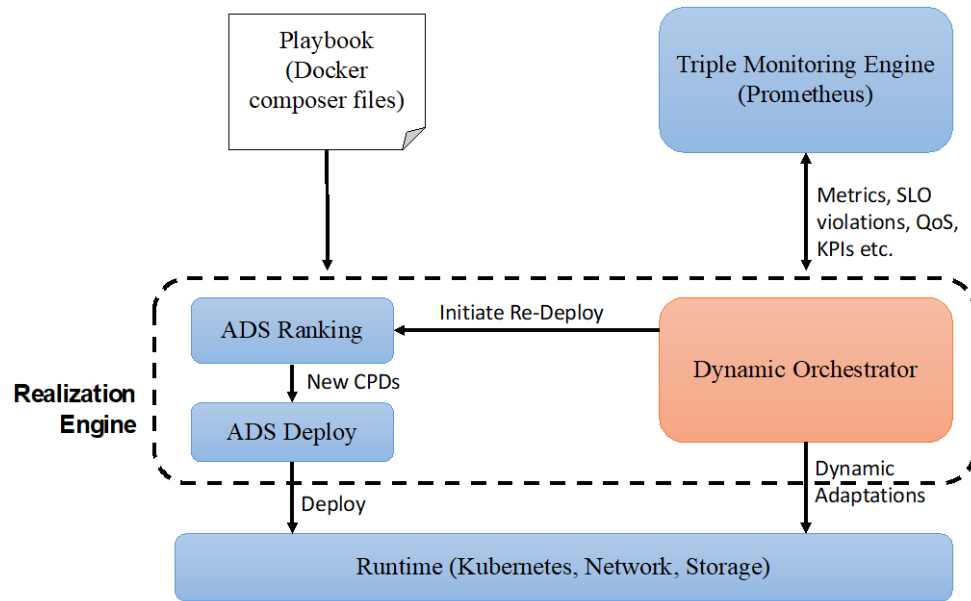 Playbook
(Docker
composer files)
Triple Monitoring Engine
(Prometheus)
Metrics, SLO
violations, QoS,
KPIs etc.
ADS Ranking
Initiate Re-Deploy
Dynamic Orchestrator
New CPDs
Realization
Engine
ADS Deploy
Deploy
Dynamic
Adaptations
Runtime (Kubernetes, Network, Storage)